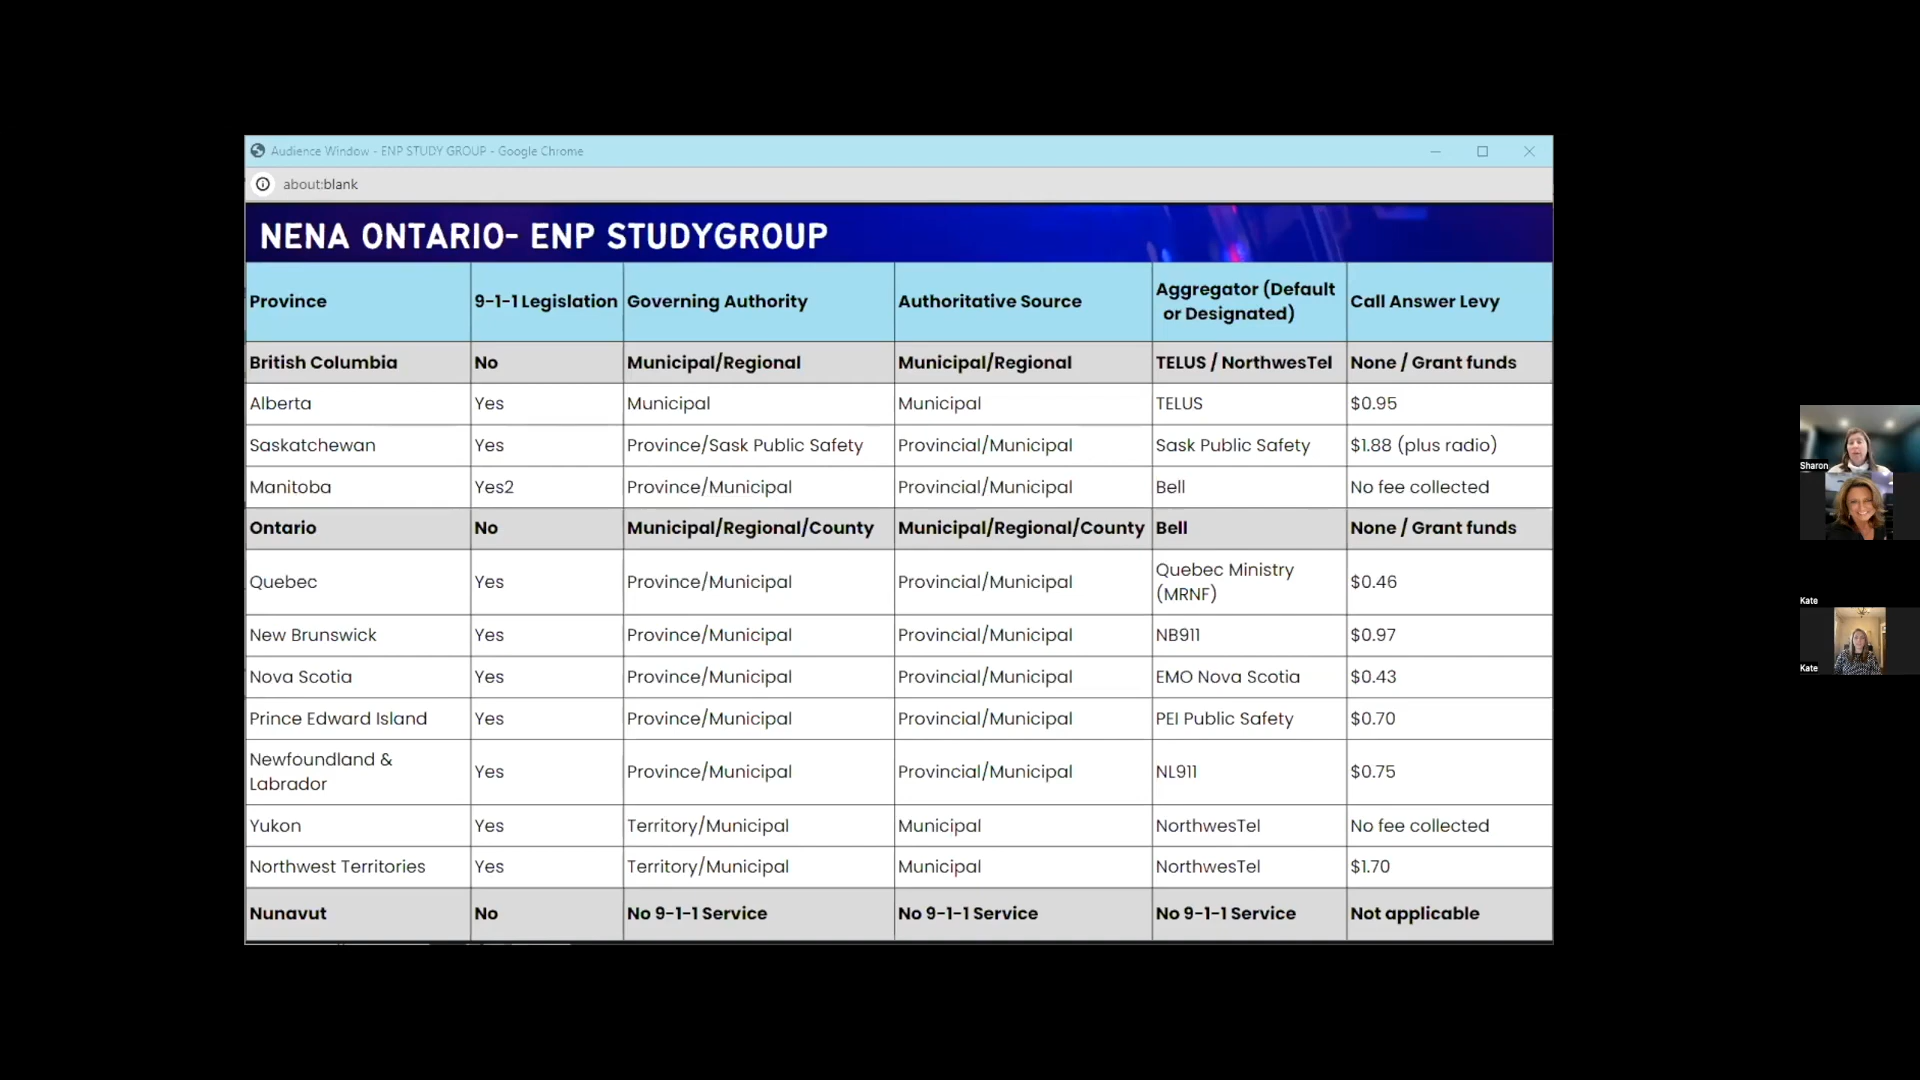 Audience Window - ENP STUDY GROUP - Google Chrome
about:blank
NENA ONTARIO- ENP STUDYGROUP
Province 9-1-1 Legislation Governing Authority Authoritative Source Aggregator (Default or Designated) Call Answer Levy
British Columbia No Municipal/Regional Municipal/Regional TELUS / NorthwesTel None / Grant funds
Alberta Yes Municipal Municipal TELUS $0.95
Saskatchewan Yes Province/Sask Public Safety Provincial/Municipal Sask Public Safety $1.88 (plus radio)
Manitoba Yes2 Province/Municipal Provincial/Municipal Bell No fee collected
Ontario No Municipal/Regional/County Municipal/Regional/County Bell None / Grant funds
Quebec Yes Province/Municipal Provincial/Municipal Quebec Ministry (MRNF) $0.46
New Brunswick Yes Province/Municipal Provincial/Municipal NB911 $0.97
Nova Scotia Yes Province/Municipal Provincial/Municipal EMO Nova Scotia $0.43
Prince Edward Island Yes Province/Municipal Provincial/Municipal PEI Public Safety $0.70
Newfoundland & Labrador Yes Province/Municipal Provincial/Municipal NL911 $0.75
Yukon Yes Territory/Municipal Municipal NorthwesTel No fee collected
Northwest Territories Yes Territory/Municipal Municipal NorthwesTel $1.70
Nunavut No No 9-1-1 Service No 9-1-1 Service No 9-1-1 Service Not applicable
Sharon
Kate
Kate